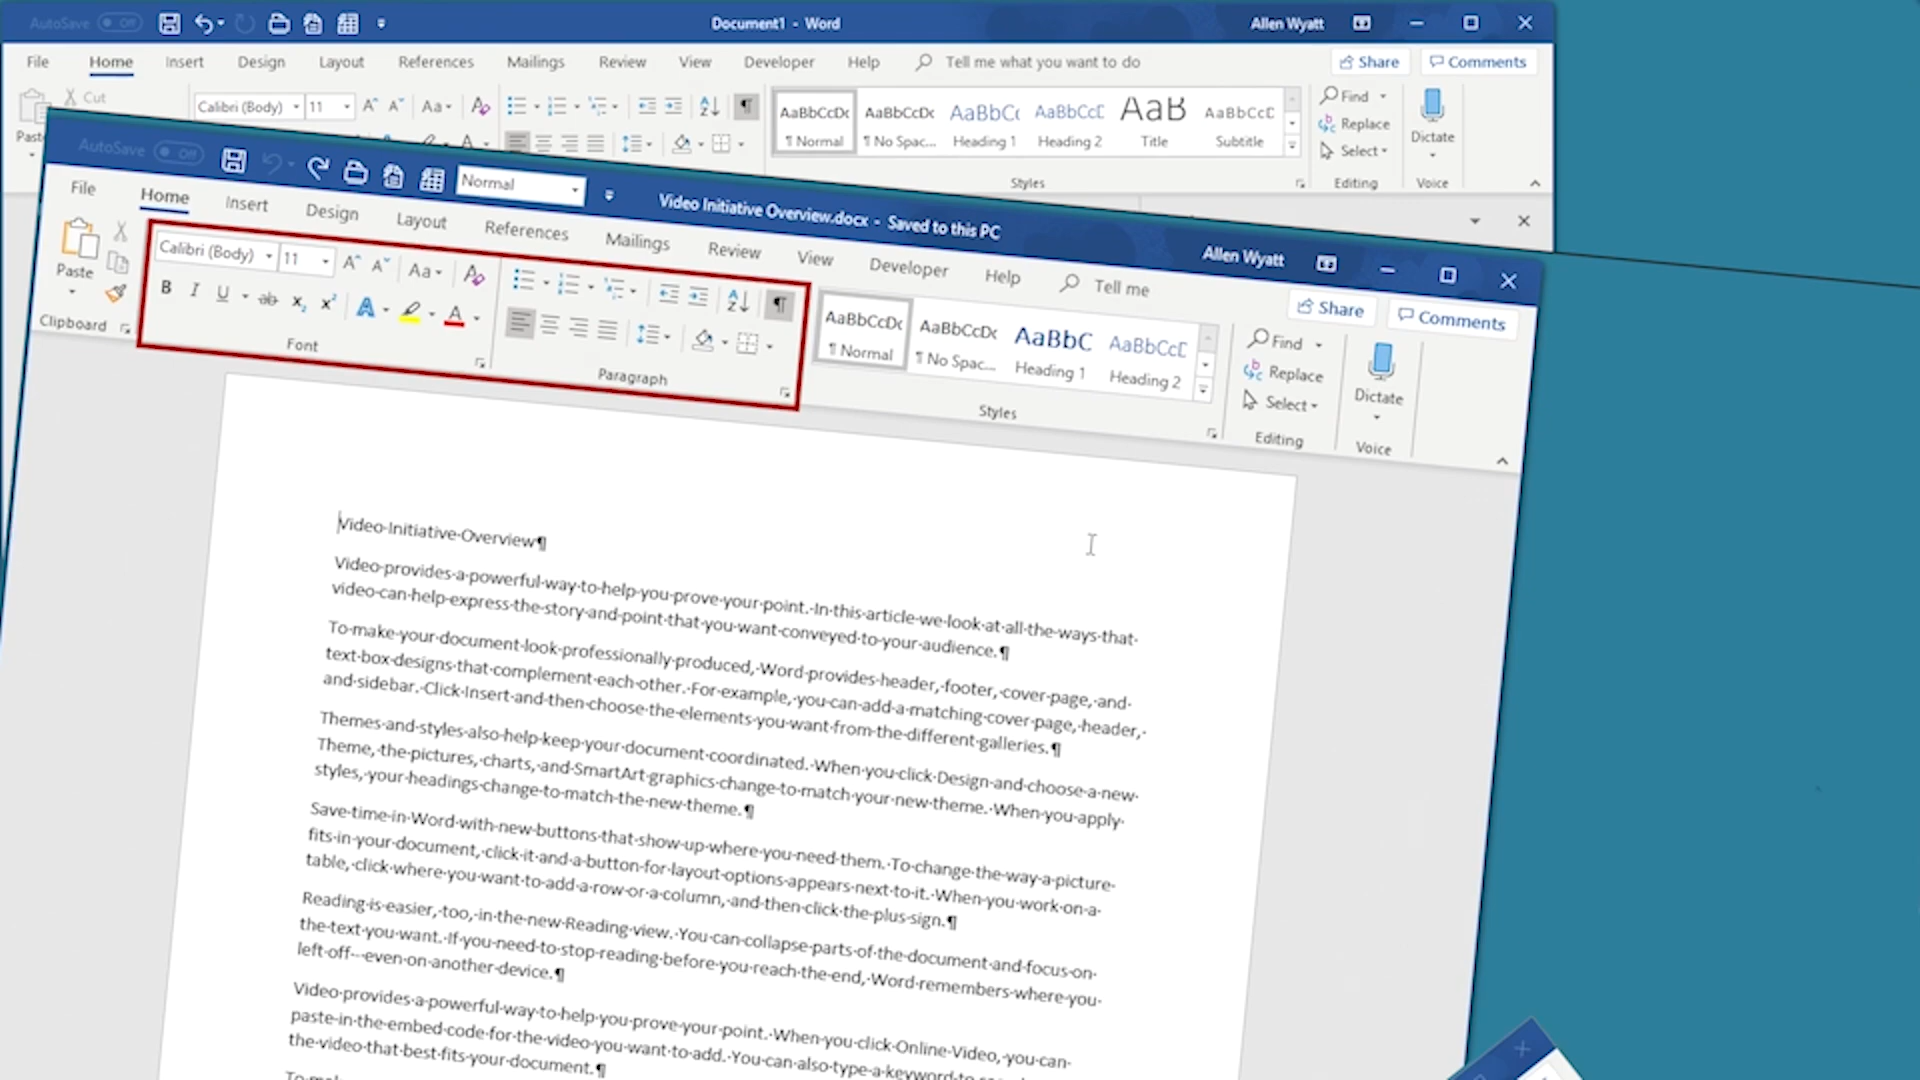 AutoSave Off
Document1 - Word
Allen Wyatt
File Home Insert Design Layout References Mailings Review View Developer Help Tell me what you want to do
Share Comments
Cut
Calibri (Body) 11
Aa
AaBbCcDc AaBbCcDc AaBbCc AaBbCcE AaB AaBbCcD
¶ Normal ¶ No Spac... Heading 1 Heading 2 Title Subtitle
Styles
Find
Replace
Select
Editing
Dictate
Voice
AutoSave Off
Normal
Video Initiative Overview.docx - Saved to this PC
Allen Wyatt
File Home Insert Design Layout References Mailings Review View Developer Help Tell me
Share Comments
Paste
Clipboard
Calibri (Body) 11
Aa
B I U ab x₂ x² A A
Font
Paragraph
AaBbCcDc AaBbCcDc AaBbC AaBbCcE
¶ Normal ¶ No Spac... Heading 1 Heading 2
Styles
Find
Replace
Select
Editing
Dictate
Voice
Video·Initiative·Overview¶
Video·provides·a·powerful·way·to·help·you·prove·your·point.·In·this·article·we·look·at·all·the·ways·that·
video·can·help·express·the·story·and·point·that·you·want·conveyed·to·your·audience.¶
To·make·your·document·look·professionally·produced,·Word·provides·header,·footer,·cover·page,·and·
text·box·designs·that·complement·each·other.·For·example,·you·can·add·a·matching·cover·page,·header,·
and·sidebar.·Click·Insert·and·then·choose·the·elements·you·want·from·the·different·galleries.¶
Themes·and·styles·also·help·keep·your·document·coordinated.·When·you·click·Design·and·choose·a·new·
Theme,·the·pictures,·charts,·and·SmartArt·graphics·change·to·match·your·new·theme.·When·you·apply·
styles,·your·headings·change·to·match·the·new·theme.¶
Save·time·in·Word·with·new·buttons·that·show·up·where·you·need·them.·To·change·the·way·a·picture·
fits·in·your·document,·click·it·and·a·button·for·layout·options·appears·next·to·it.·When·you·work·on·a·
table,·click·where·you·want·to·add·a·row·or·a·column,·and·then·click·the·plus·sign.¶
Reading·is·easier,·too,·in·the·new·Reading·view.·You·can·collapse·parts·of·the·document·and·focus·on·
the·text·you·want.·If·you·need·to·stop·reading·before·you·reach·the·end,·Word·remembers·where·you·
left·off·-·even·on·another·device.¶
Video·provides·a·powerful·way·to·help·you·prove·your·point.·When·you·click·Online·Video,·you·can·
paste·in·the·embed·code·for·the·video·you·want·to·add.·You·can·also·type·a·keyword·to·
the·video·that·best·fits·your·document.¶